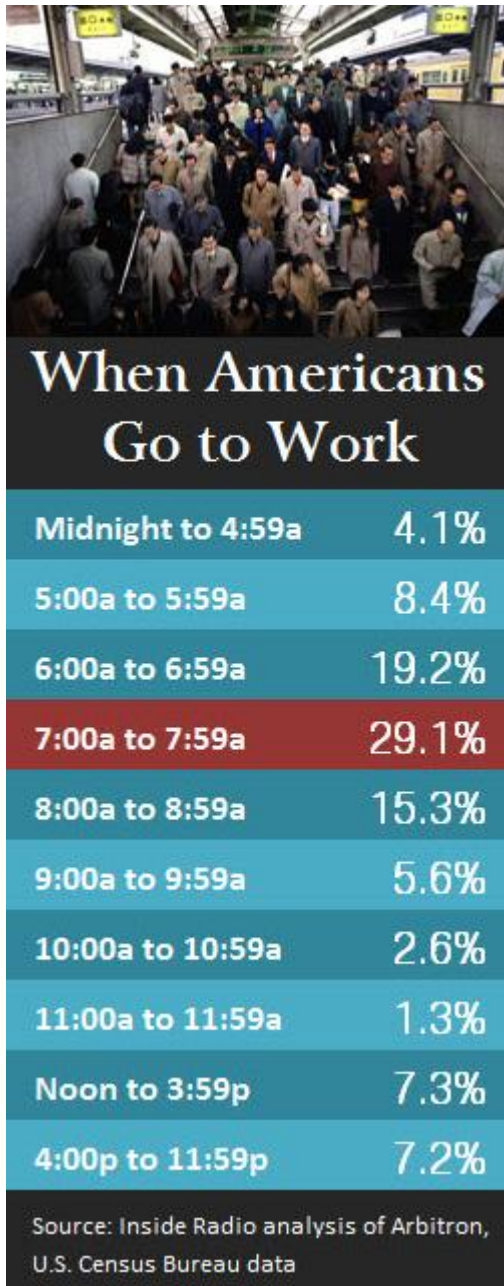 When Americans
Go to Work
Midnight to 4:59a 4.1%
5:00a to 5:59a 8.4%
6:00a to 6:59a 19.2%
7:00a to 7:59a 29.1%
8:00a to 8:59a 15.3%
9:00a to 9:59a 5.6%
10:00a to 10:59a 2.6%
11:00a to 11:59a 1.3%
Noon to 3:59p 7.3%
4:00p to 11:59p 7.2%
Source: Inside Radio analysis of Arbitron,
U.S. Census Bureau data